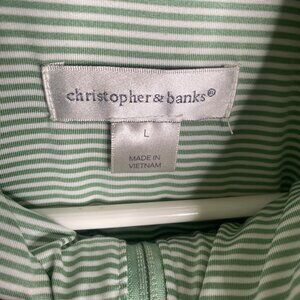 christopher & banks®
L
MADE IN
VIETNAM